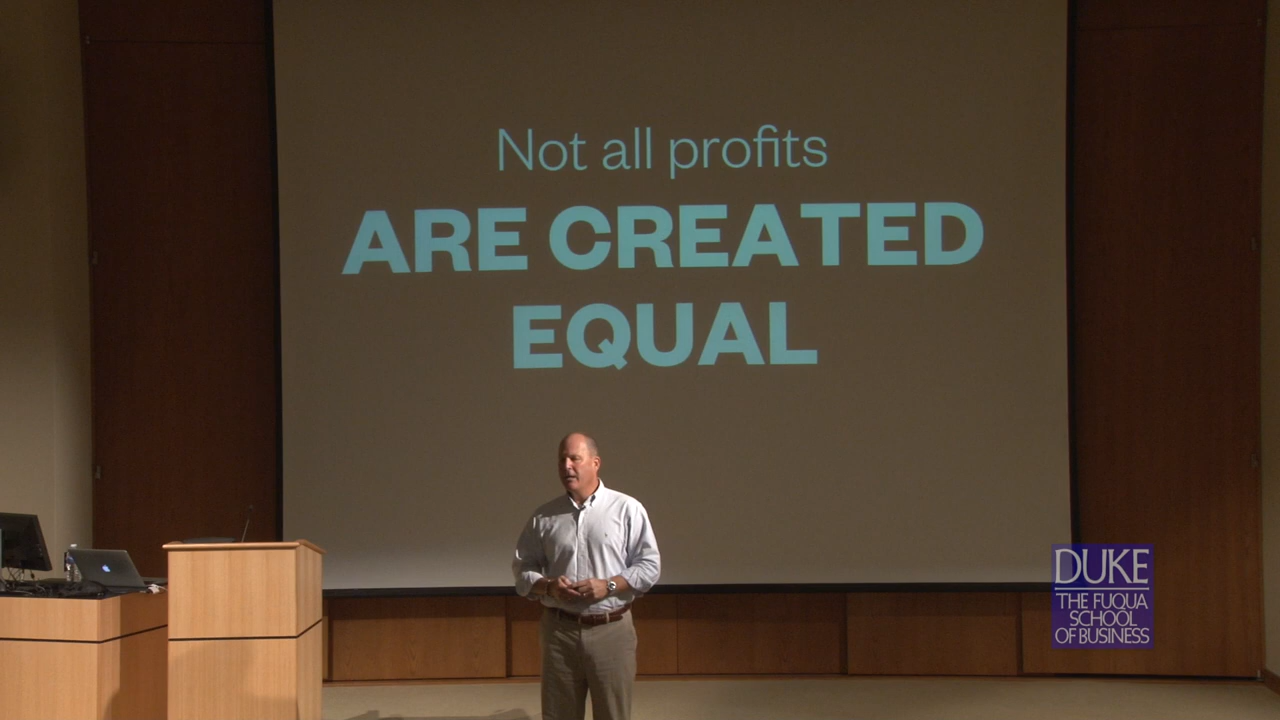 Not all profits
ARE CREATED
EQUAL
DUKE
THE FUQUA
SCHOOL
OF BUSINESS